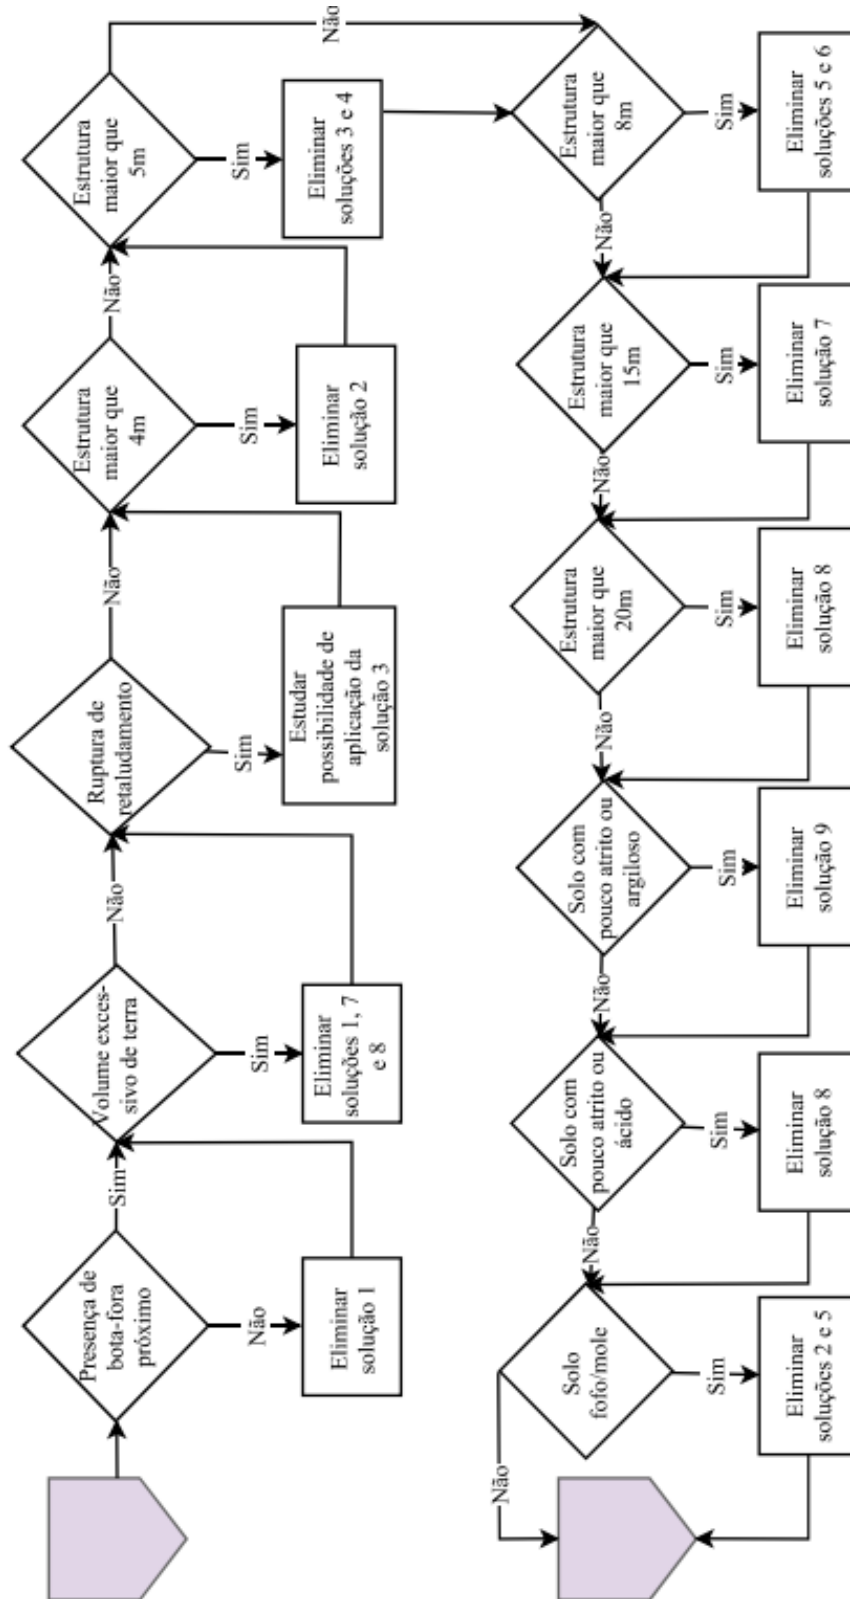 Presença de
bota-fora
próximo
Sim
Não
Eliminar
solução 1
Volume exces-
sivo de terra
Não
Sim
Eliminar
soluções 1, 7
e 8
Ruptura de
retaludamento
Não
Sim
Estudar
possibilidade de
aplicação da
solução 3
Estrutura
maior que
4m
Não
Sim
Eliminar
solução 2
Estrutura
maior que
5m
Não
Sim
Eliminar
soluções 3 e 4
Estrutura
maior que
8m
Não
Sim
Eliminar
soluções 5 e 6
Estrutura
maior que
15m
Não
Sim
Eliminar
solução 7
Estrutura
maior que
20m
Não
Sim
Eliminar
solução 8
Solo com
pouco atrito ou
argiloso
Não
Sim
Eliminar
solução 9
Solo com
pouco atrito ou
ácido
Não
Sim
Eliminar
solução 8
Solo
fofo/mole
Não
Sim
Eliminar
soluções 2 e 5